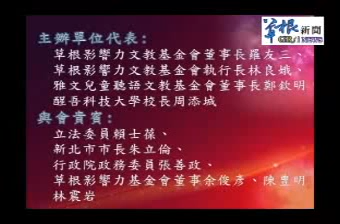 草根新聞
主辦單位代表：
草根影響力文教基金會董事長羅友三
草根影響力文教基金會執行長林良娥、
雅文兒童聽語文教基金會董事長鄭欽明
醒吾科技大學校長周添城
與會貴賓：
立法委員賴士葆、
新北市市長朱立倫、
行政院政務委員張善政、
草根影響力基金會董事余俊彥、陳豊明
林震岩